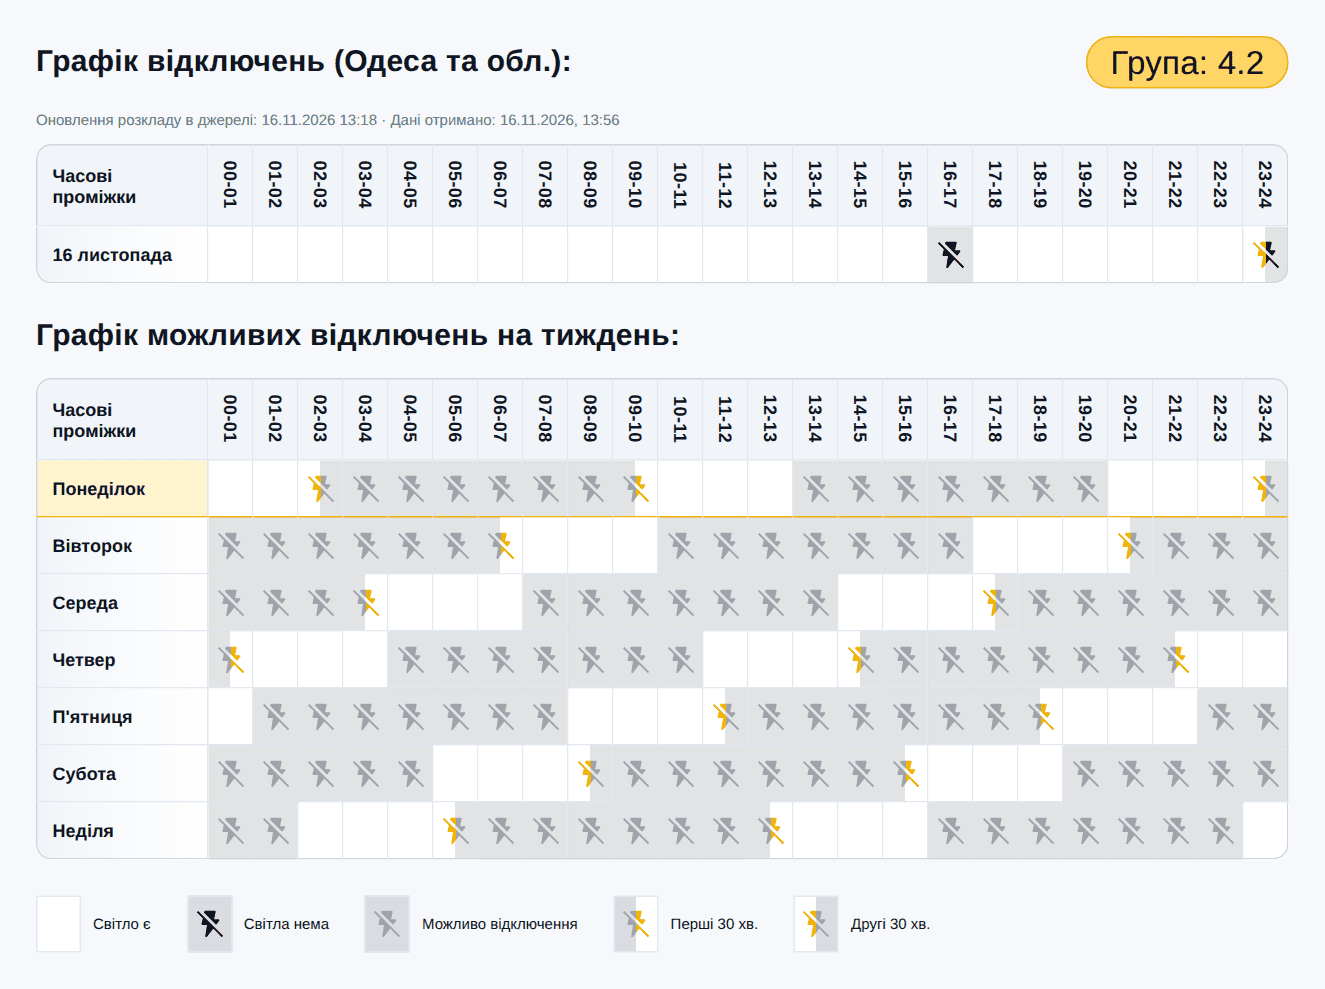 Графік відключень (Одеса та обл.):
Група: 4.2
Оновлення розкладу в джерелі: 16.11.2026 13:18 · Дані отримано: 16.11.2026, 13:56
Часові проміжки 00-01 01-02 02-03 03-04 04-05 05-06 06-07 07-08 08-09 09-10 10-11 11-12 12-13 13-14 14-15 15-16 16-17 17-18 18-19 19-20 20-21 21-22 22-23 23-24
16 листопада
Графік можливих відключень на тиждень:
Часові проміжки 00-01 01-02 02-03 03-04 04-05 05-06 06-07 07-08 08-09 09-10 10-11 11-12 12-13 13-14 14-15 15-16 16-17 17-18 18-19 19-20 20-21 21-22 22-23 23-24
Понеділок
Вівторок
Середа
Четвер
П'ятниця
Субота
Неділя
Світло є Світла нема Можливо відключення Перші 30 хв. Другі 30 хв.